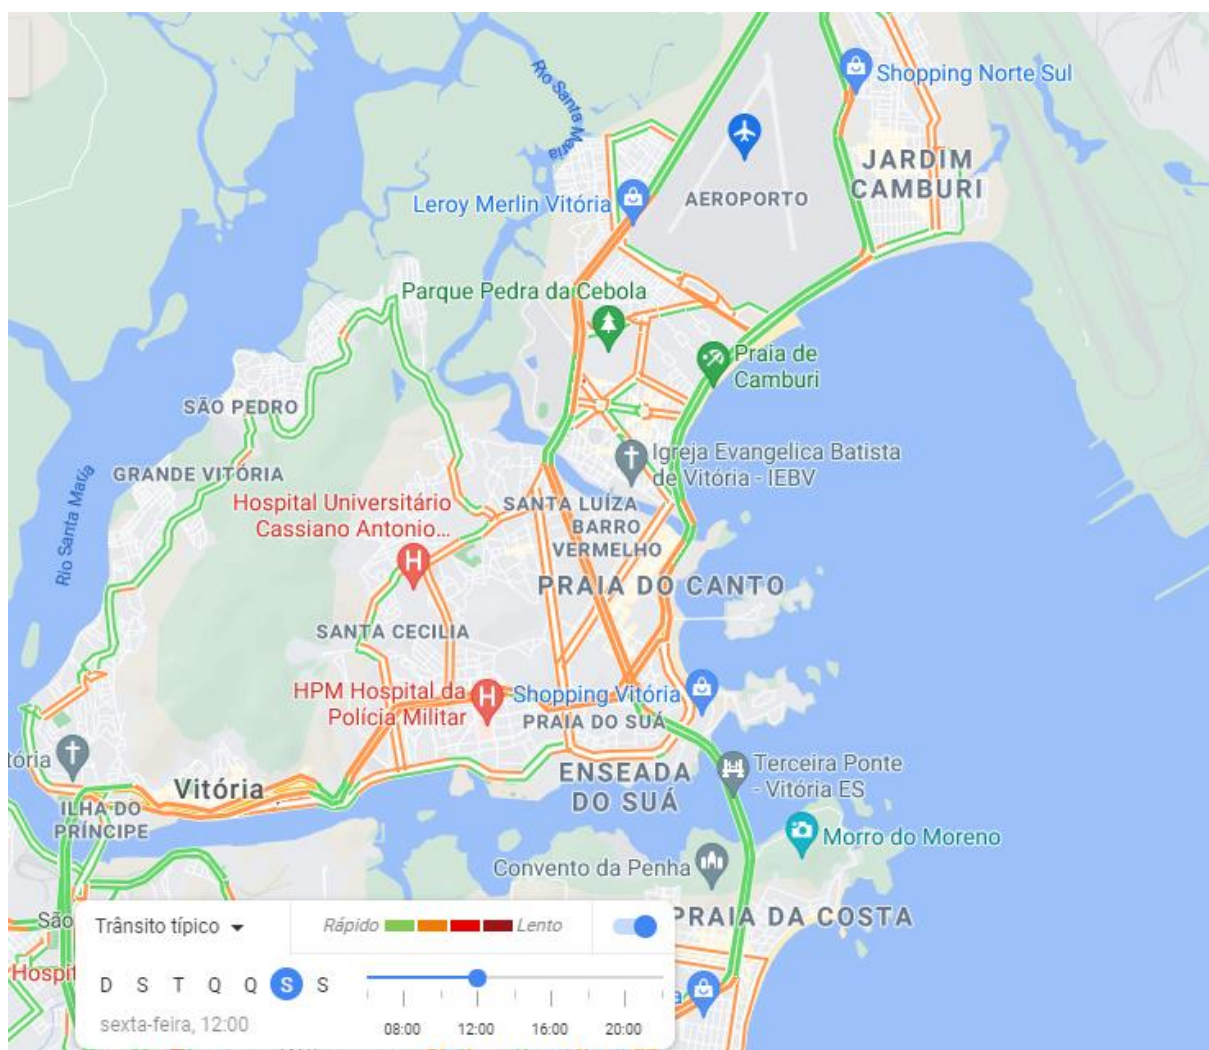 Rio Santa Maria
Shopping Norte Sul
JARDIM
CAMBURI
AEROPORTO
Leroy Merlin Vitória
Parque Pedra da Cebola
Praia de
Camburi
SÃO PEDRO
GRANDE VITÓRIA
Igreja Evangelica Batista
de Vitória - IEBV
Hospital Universitário
Cassiano Antonio...
SANTA LUÍZA
BARRO
VERMELHO
Rio Santa Maria
PRAIA DO CANTO
SANTA CECILIA
HPM Hospital da
Polícia Militar
Shopping Vitória
PRAIA DO SUÁ
tória
Vitória
ENSEADA
DO SUÁ
Terceira Ponte
- Vitória ES
ILHA DO
PRÍNCIPE
Morro do Moreno
Convento da Penha
São
PRAIA DA COSTA
Trânsito típico
Rápido
Lento
Hospit
D S T Q Q S S
a
sexta-feira, 12:00
08:00 12:00 16:00 20:00